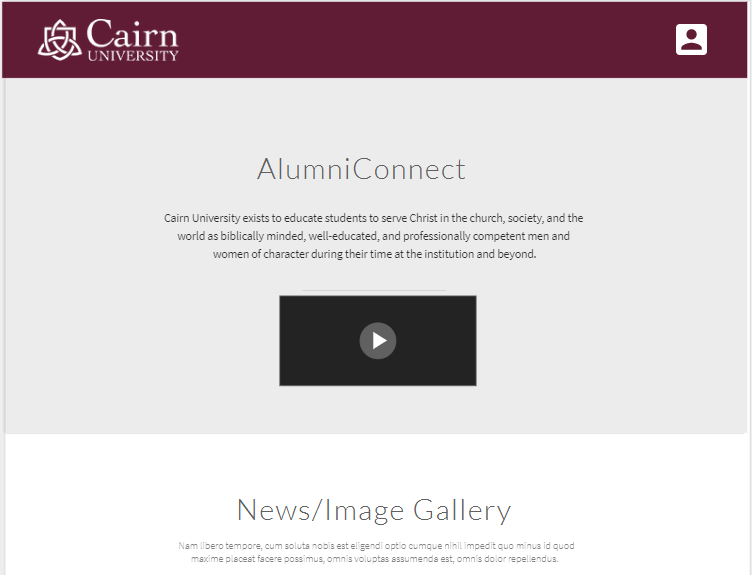 Cairn
UNIVERSITY
AlumniConnect
Cairn University exists to educate students to serve Christ in the church, society, and the
world as biblically minded, well-educated, and professionally competent men and
women of character during their time at the institution and beyond.
News/Image Gallery
Nam libero tempore, cum soluta nobis est eligendi optio cumque nihil impedit quo minus id quod
maxime placeat facere possimus, omnis voluptas assumenda est, omnis dolor repellendus.